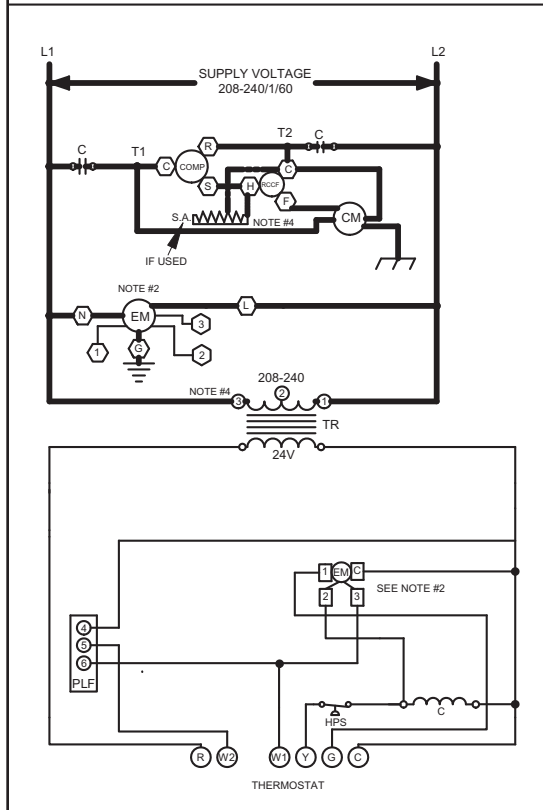 L1 L2
SUPPLY VOLTAGE
208-240/1/60
C T1 C COMP R T2 C
S H RCCF C
F CM
S.A. NOTE #4
IF USED
NOTE #2
N EM L
3
1 G 2
208-240
NOTE #4 3 2 1
TR
24V
1 EM C
SEE NOTE #2
2 3
4
5
6
PLF
HPS C
R W2 W1 Y G C
THERMOSTAT